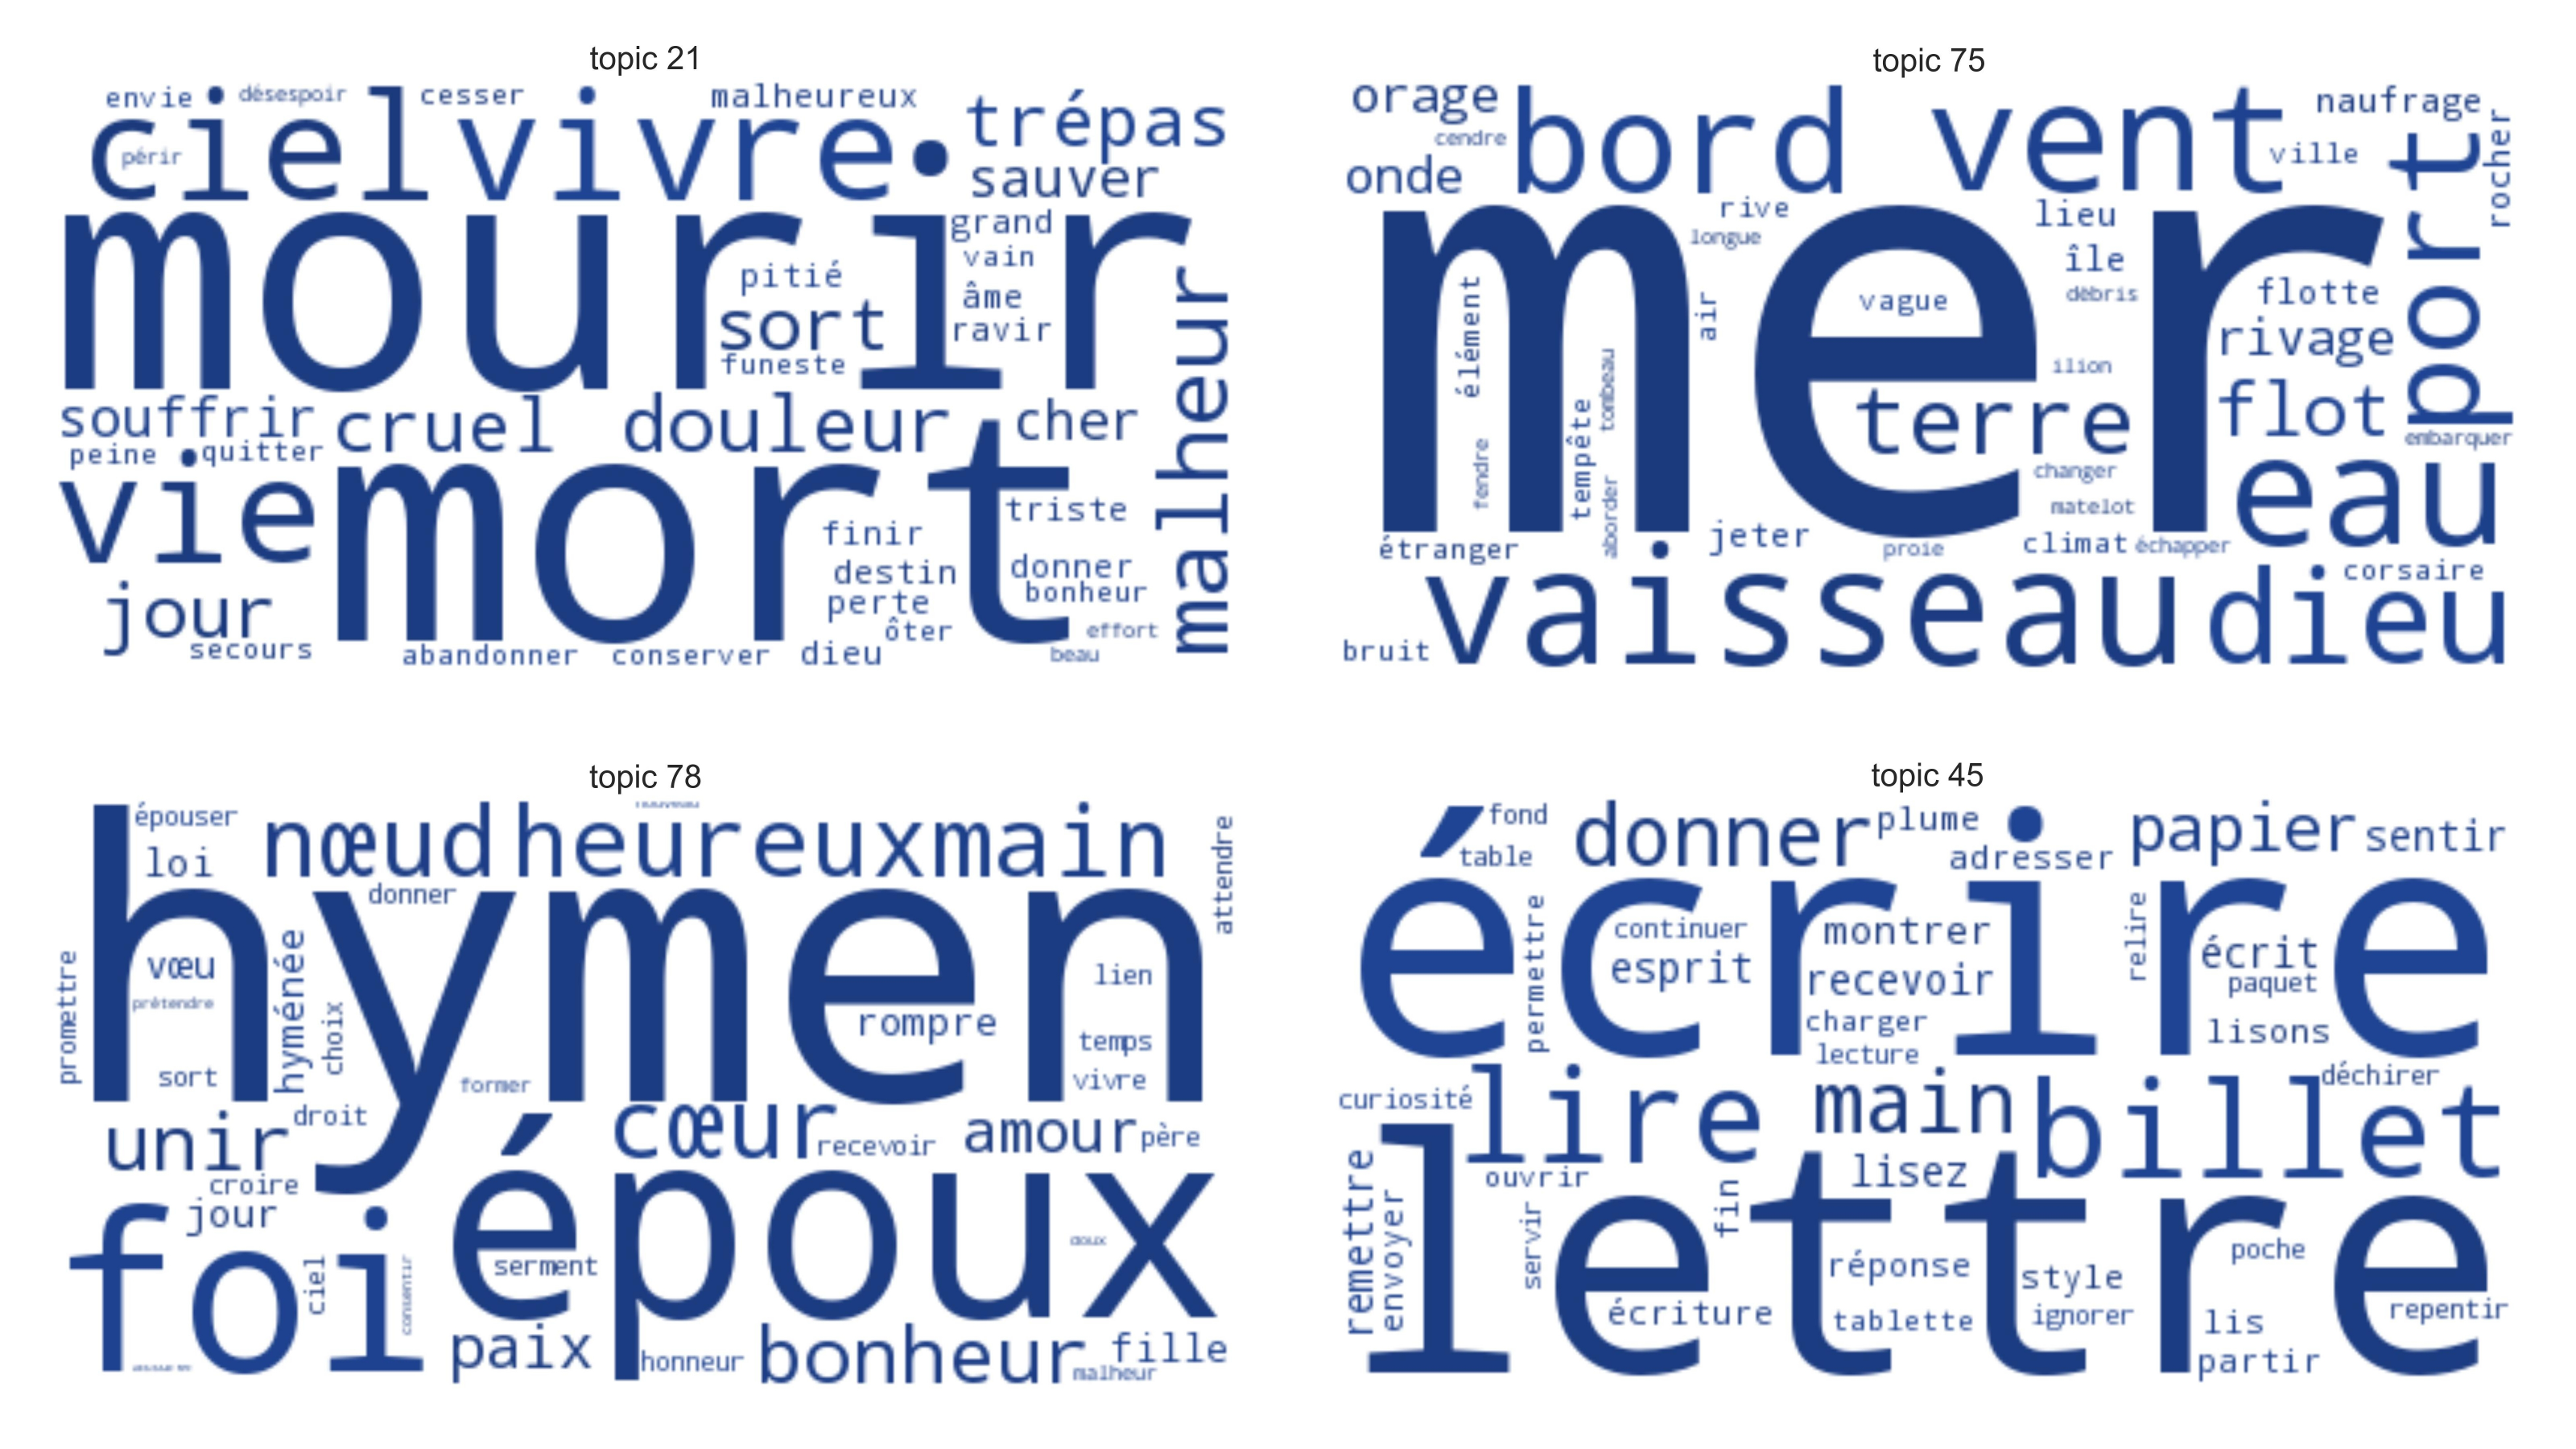 topic 21
envie désespoir cesser malheureux
ciel vivre trépas
périr
sauver
mourir
grand
vain
pitié
âme
sort
ravir
funeste
malheur
souffrir cruel douleur cher
peine quitter
vie mort
triste
finir
destin donner
perte bonheur
jour
ôter effort
secours abandonner conserver dieu beau
topic 75
orage bord vent naufrage
cendre
onde ville
port
rocher
mer
rive lieu
longue
île
élément air vague débris flotte
rivage
ilion
tombeau
tempête terre flot
fendre embarquer
changer
aborder matelot eau
jeter
étranger proie climat échapper
corsaire
vaisseau dieu
bruit
topic 78
épouser nœud heureux main
attendre
loi
donner
hymen
promettre vœu hyménée lien
prétendre
choix rompre
temps
sort former vivre
droit
unir cœur recevoir amour père
croire
jour
foi époux
ciel serment doux
consentir
paix honneur bonheur fille
malheur
topic 45
fond donner plume papier sentir
table adresser
écrire
permettre continuer montrer relire écrit
esprit recevoir paquet
charger lisons
lecture
déchirer
curiosité lire main billet
ouvrir lisez
lettre
remettre
envoyer servir fin
réponse style poche
écriture tablette ignorer lis repentir
partir